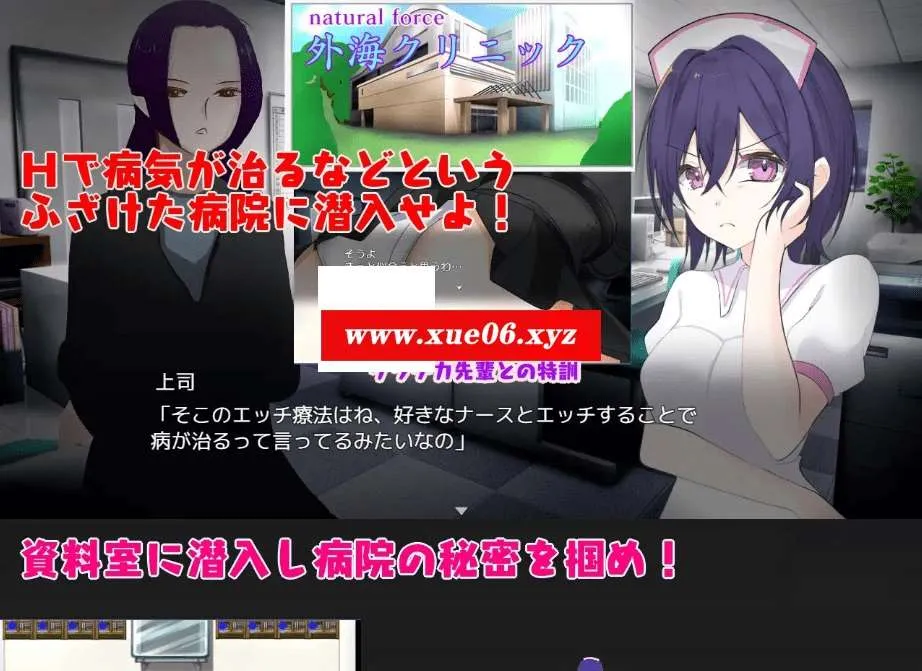 natural force
外海クリニック
Hで病気が治るなどという
ふざけた病院に潜入せよ！
そうよ
www.xue06.xyz
先輩との特訓
上司
「そこのエッチ療法はね、好きなナースとエッチすることで
病が治るって言ってるみたいなの」
資料室に潜入し病院の秘密を掴め！